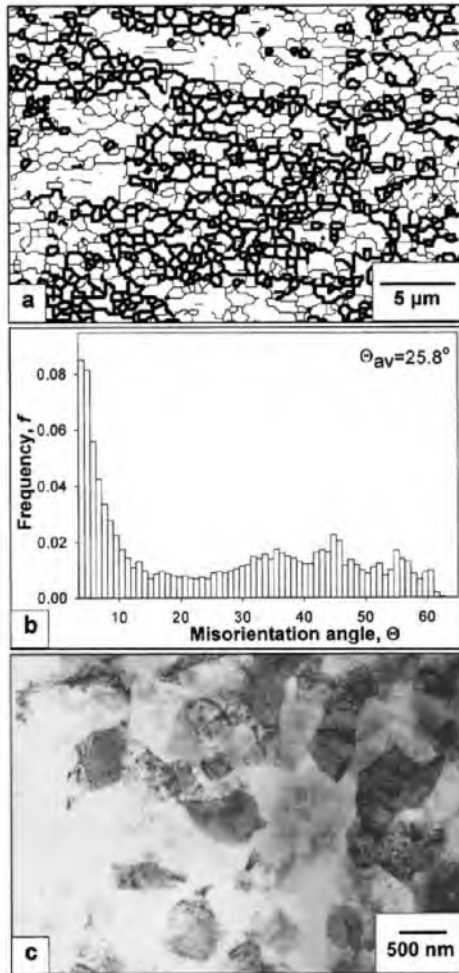 a
5 μm
Θav=25.8°
0.08
0.06
0.04
0.02
0.00
Frequency, f
10 20 30 40 50 60
Misorientation angle, Θ
b
c
500 nm